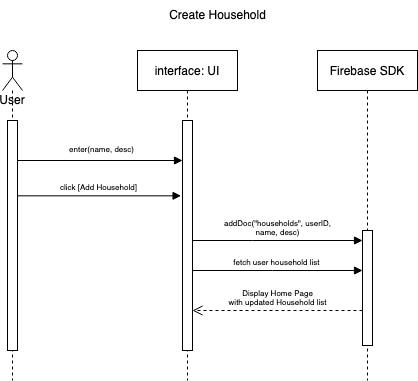 Create Household
interface: UI
Firebase SDK
User
enter(name, desc)
click [Add Household]
addDoc("households", userID,
name, desc)
fetch user household list
Display Home Page
with updated Household list